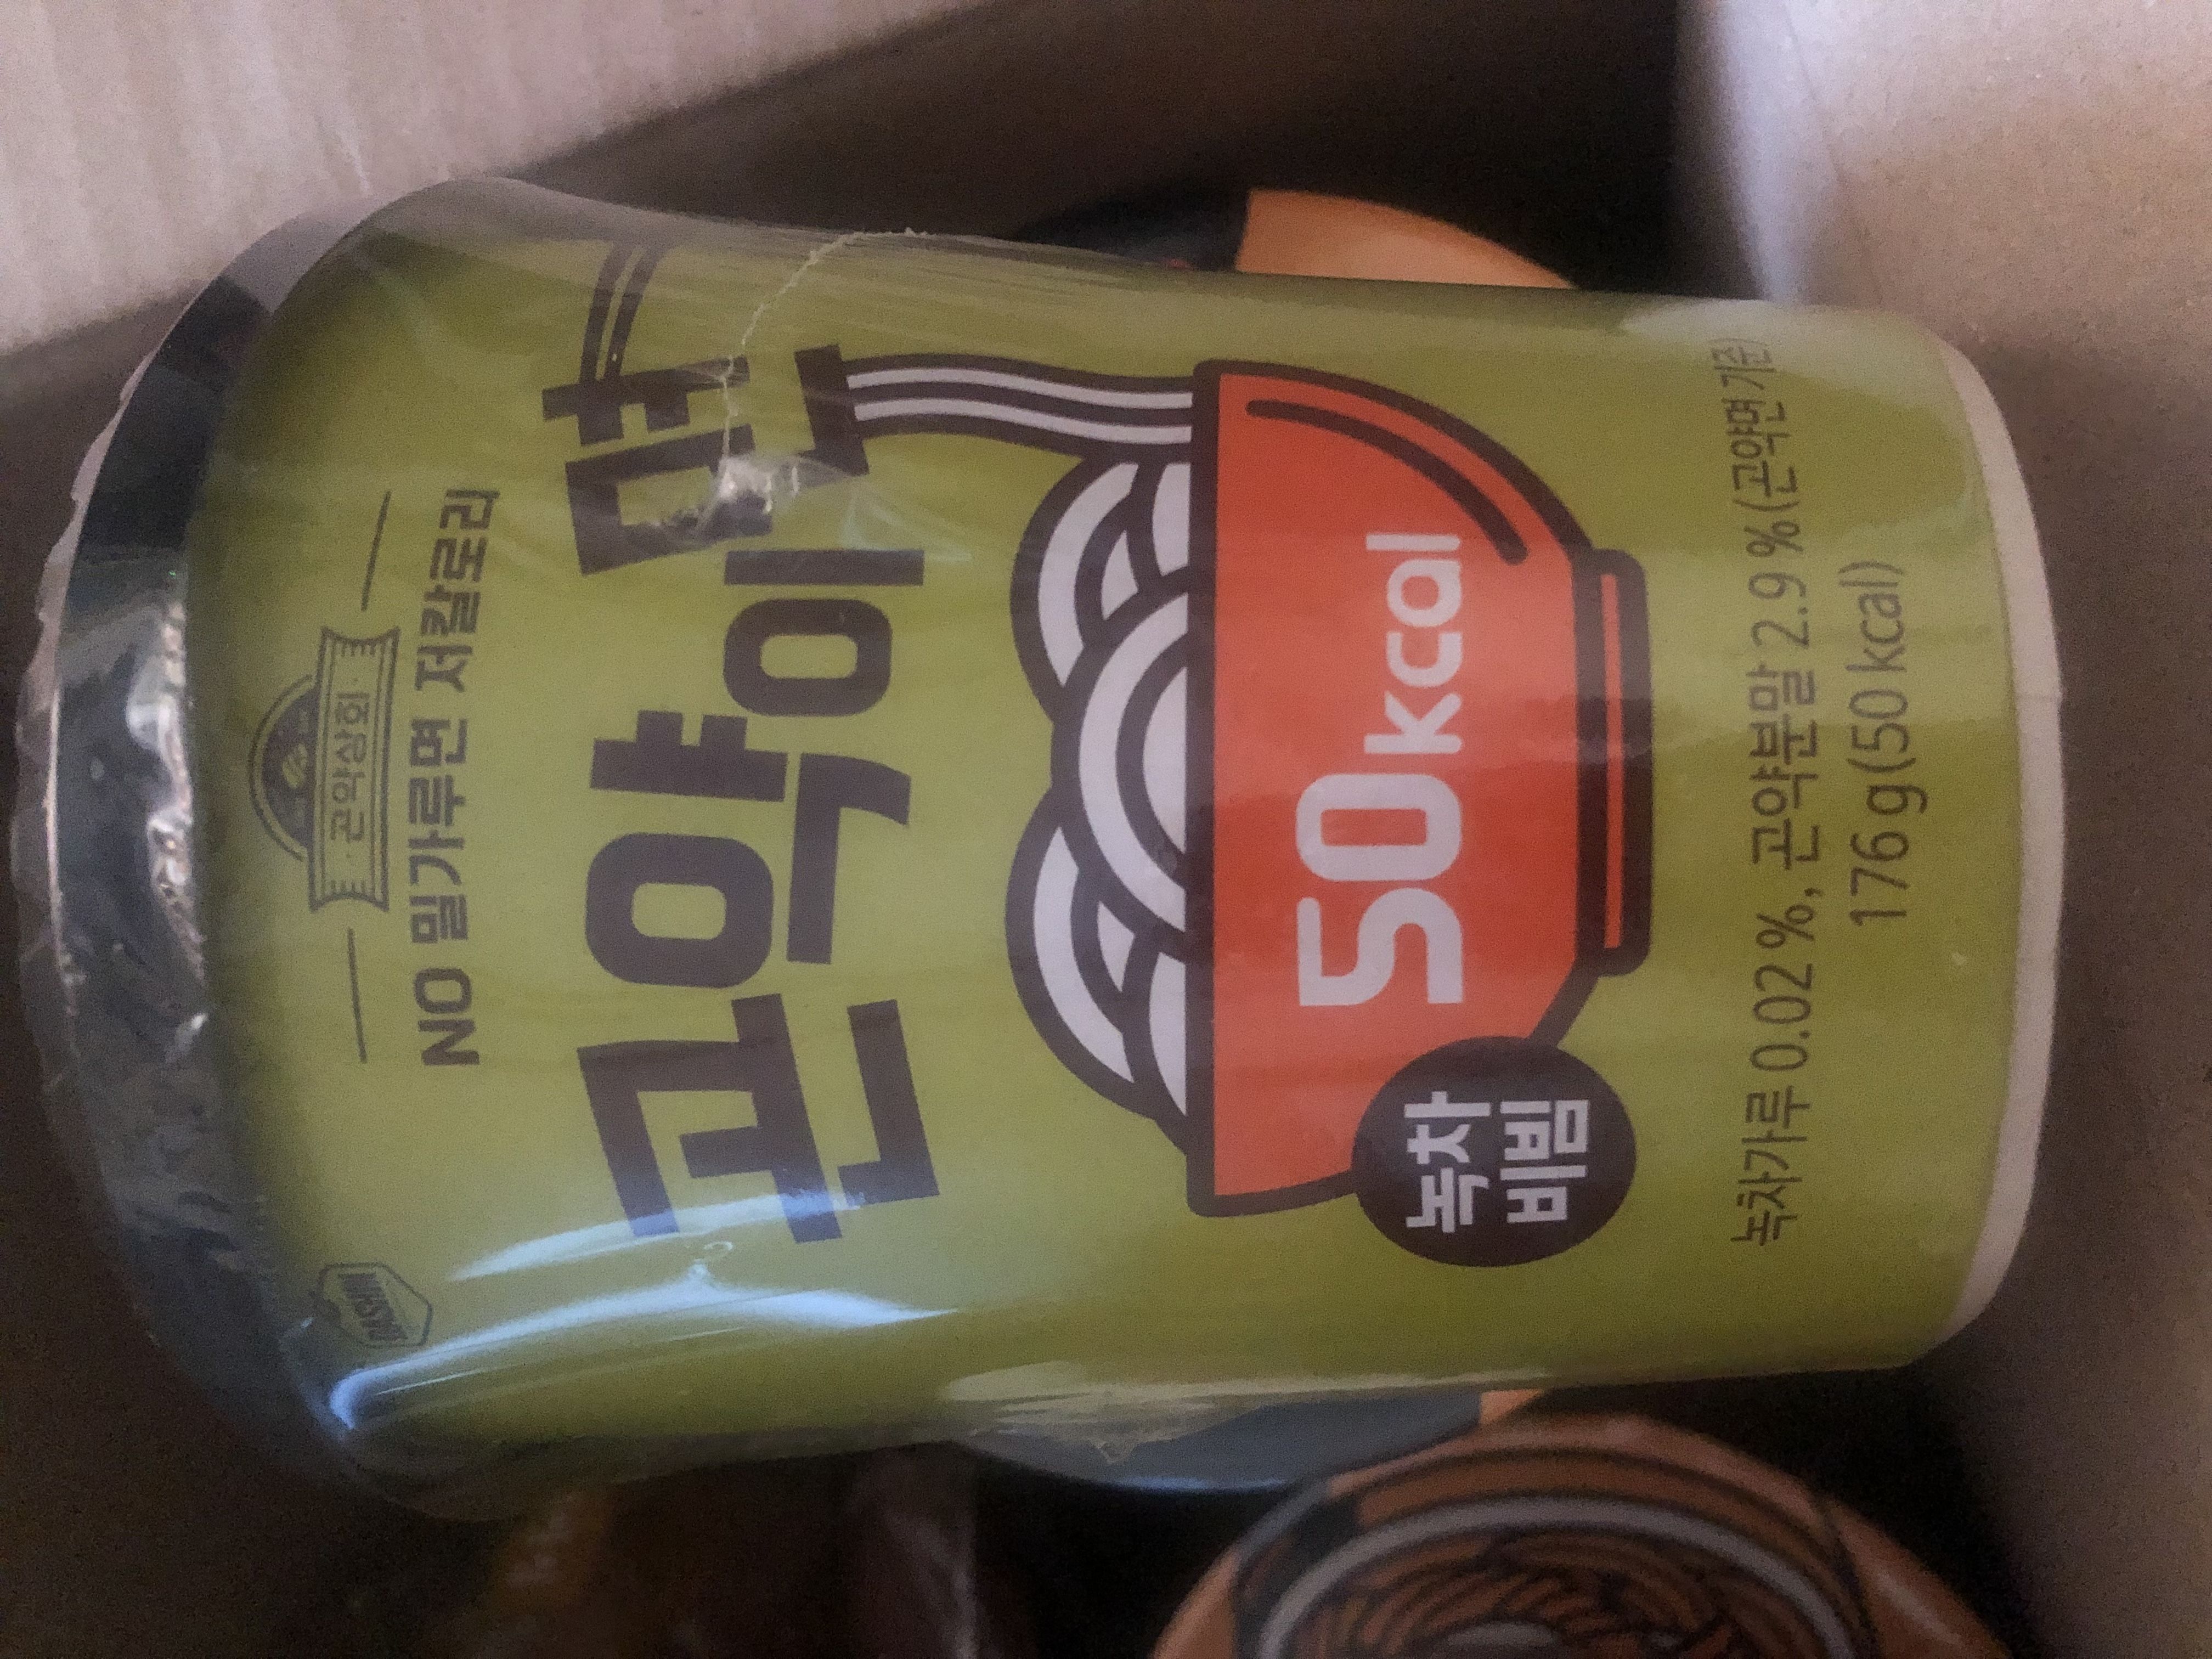 곤약상회
NO 밀가루면 저칼로리
DASHIN
곤약이면
50kcal
녹차
비빔
녹차가루 0.02 %, 곤약분말 2.9 % (곤약면 기준)
176 g (50 kcal)